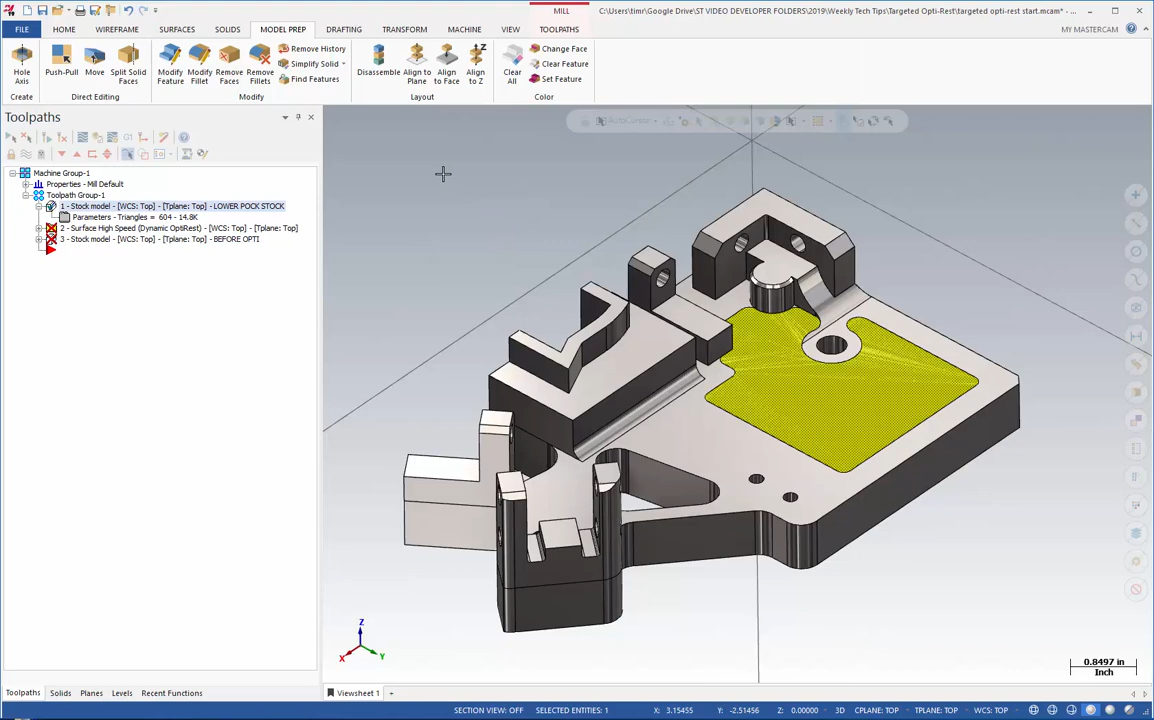 MILL
C:\Users\timr\Google Drive\ST VIDEO DEVELOPER FOLDERS\2019\Weekly Tech Tips\Targeted Opti-Rest\targeted opti-rest start.mcam* - ...
FILE HOME WIREFRAME SURFACES SOLIDS MODEL PREP DRAFTING TRANSFORM MACHINE VIEW TOOLPATHS MY MASTERCAM
Hole Axis
Push-Pull
Move
Split Solid Faces
Modify Feature
Modify Fillet
Remove Faces
Remove Fillets
Remove History
Simplify Solid
Find Features
Disassemble
Align to Plane
Align to Face
Align to Z
Clear All
Change Face
Clear Feature
Set Feature
Create Direct Editing Modify Layout Color
Toolpaths
AutoCursor
G1
Machine Group-1
Properties - Mill Default
Toolpath Group-1
1 - Stock model - [WCS: Top] - [Tplane: Top] - LOWER POCK STOCK
Parameters - Triangles = 604 - 14.8K
2 - Surface High Speed (Dynamic OptiRest) - [WCS: Top] - [Tplane: Top]
3 - Stock model - [WCS: Top] - [Tplane: Top] - BEFORE OPTI
Z
X Y
0.8497 in
Inch
Toolpaths Solids Planes Levels Recent Functions
Viewsheet 1 +
SECTION VIEW: OFF SELECTED ENTITIES: 1 X: 3.15455 Y: -2.51456 Z: 0.00000 3D CPLANE: TOP TPLANE: TOP WCS: TOP